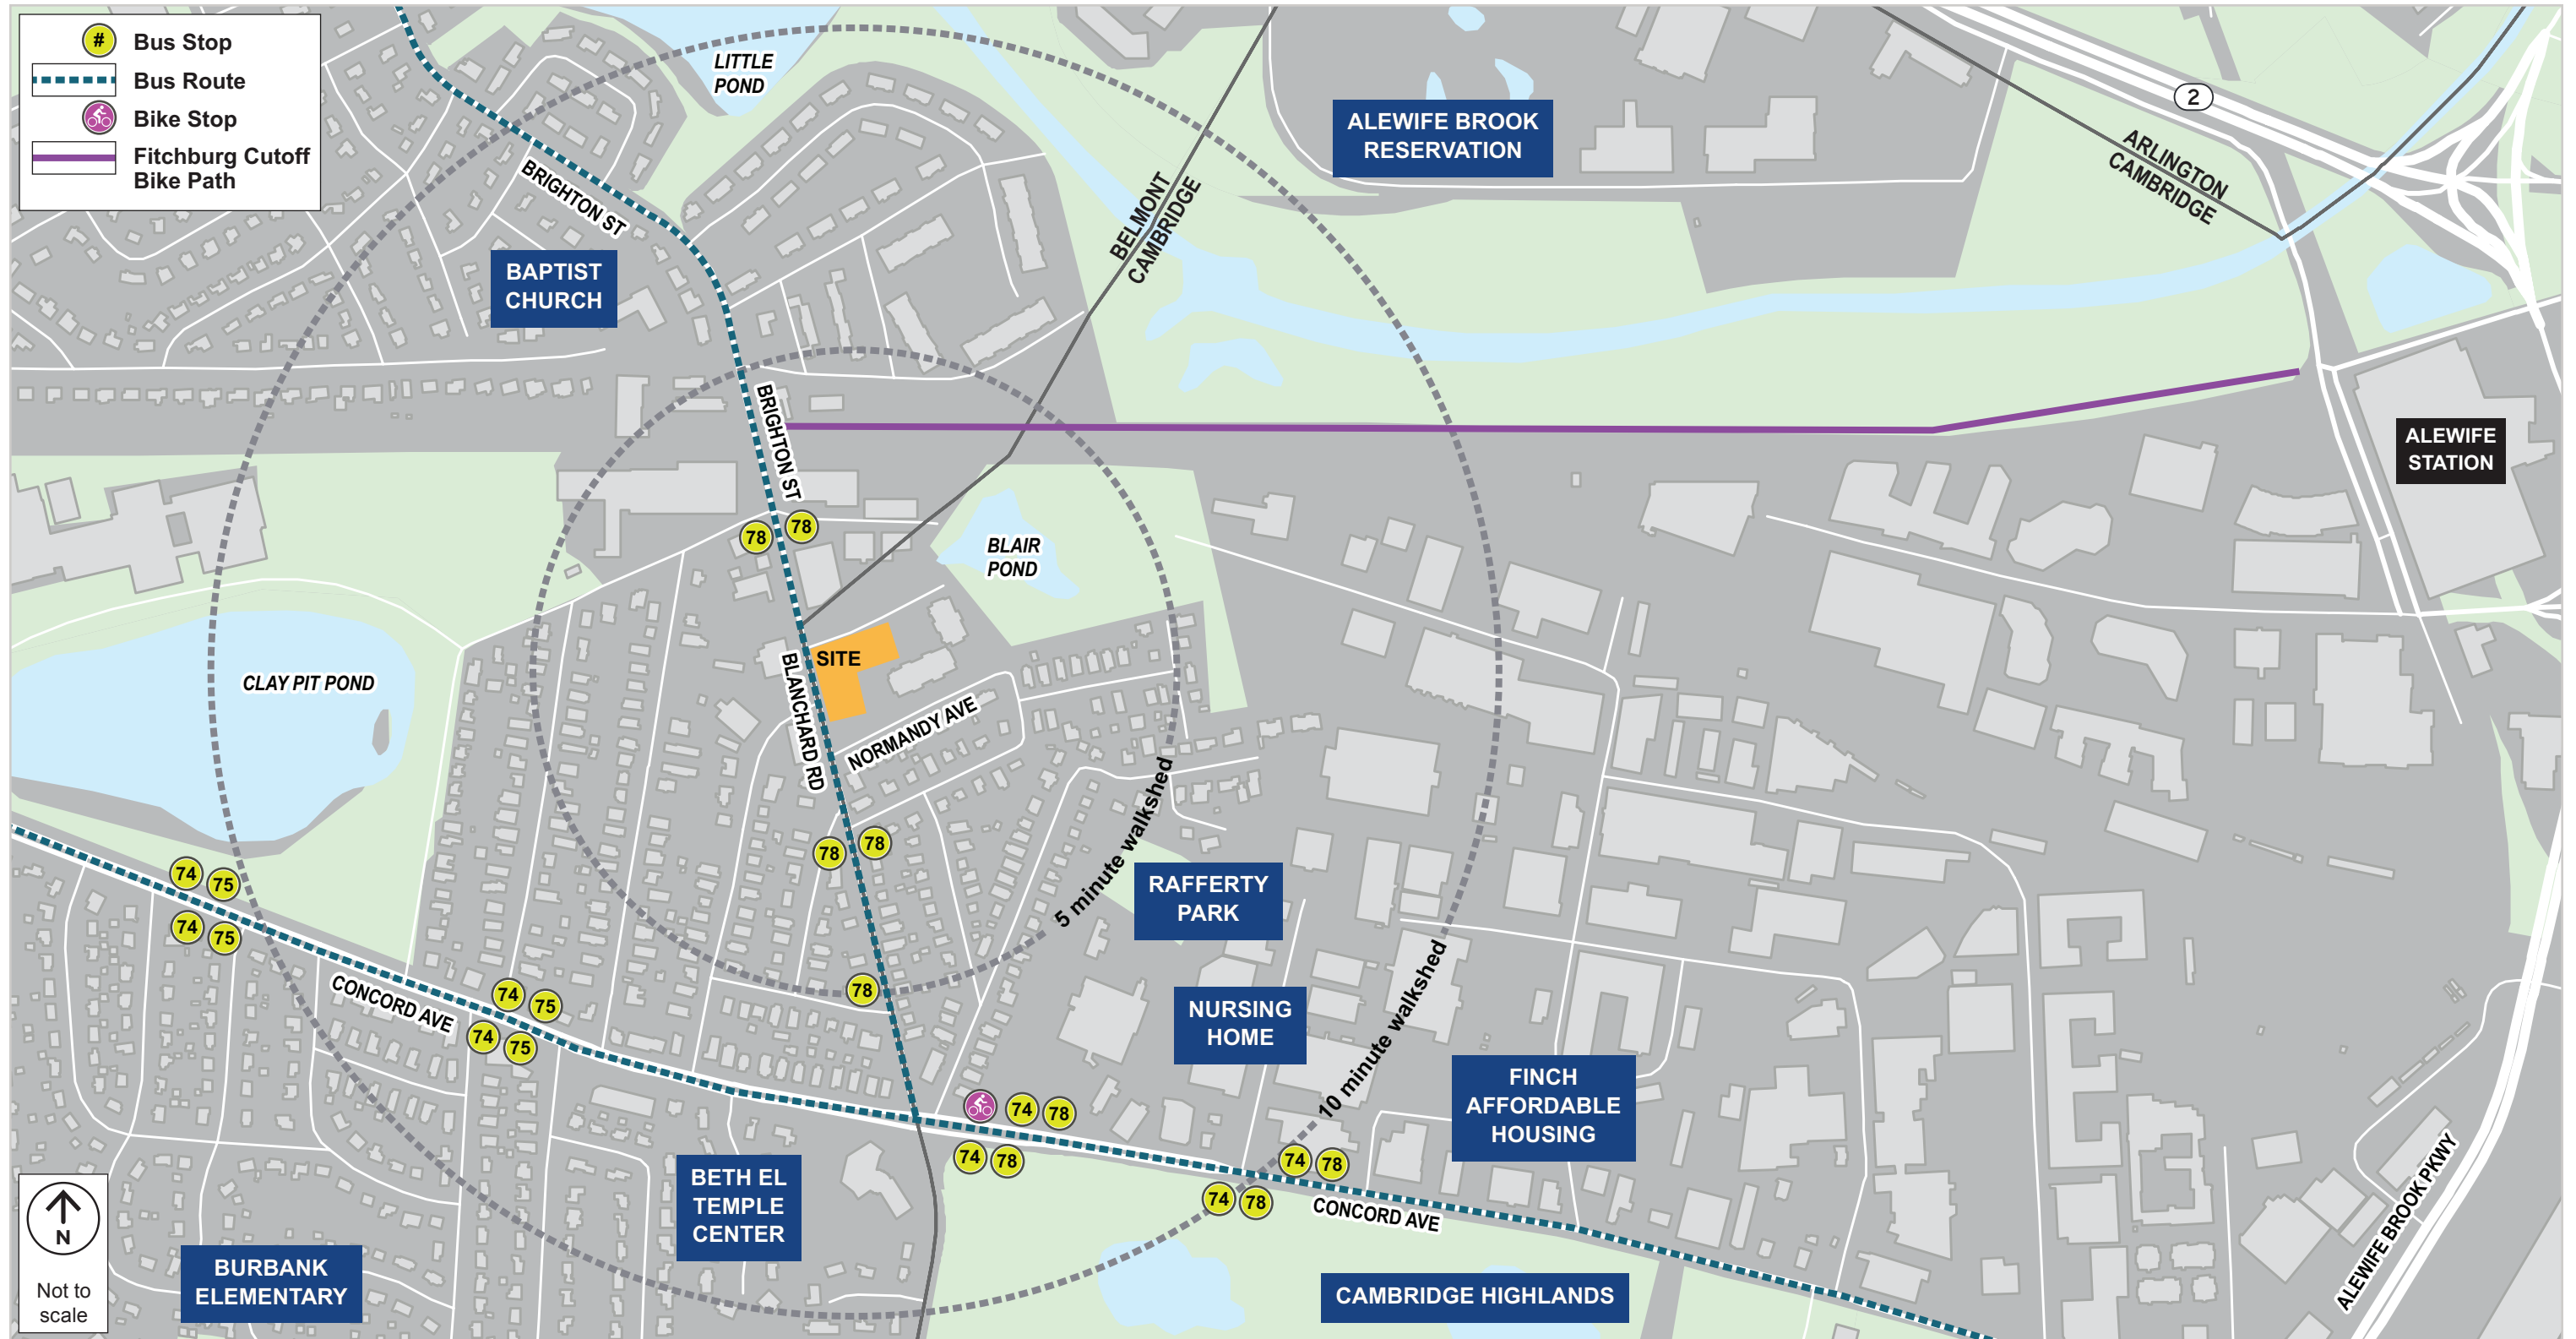 #
Bus Stop
Bus Route
Bike Stop
Fitchburg Cutoff
Bike Path
LITTLE
POND
ALEWIFE BROOK
RESERVATION
2
ARLINGTON
CAMBRIDGE
BELMONT
CAMBRIDGE
BRIGHTON ST
BAPTIST
CHURCH
BRIGHTON ST
ALEWIFE
STATION
78
78
BLAIR
POND
SITE
CLAY PIT POND
BLANCHARD RD
NORMANDY AVE
78
78
5 minute walkshed
74
75
74
75
RAFFERTY
PARK
78
74
75
74
75
CONCORD AVE
NURSING
HOME
10 minute walkshed
FINCH
AFFORDABLE
HOUSING
74
78
74
78
74
78
74
78
CONCORD AVE
BETH EL
TEMPLE
CENTER
ALEWIFE BROOK PKWY
N
Not to
scale
BURBANK
ELEMENTARY
CAMBRIDGE HIGHLANDS